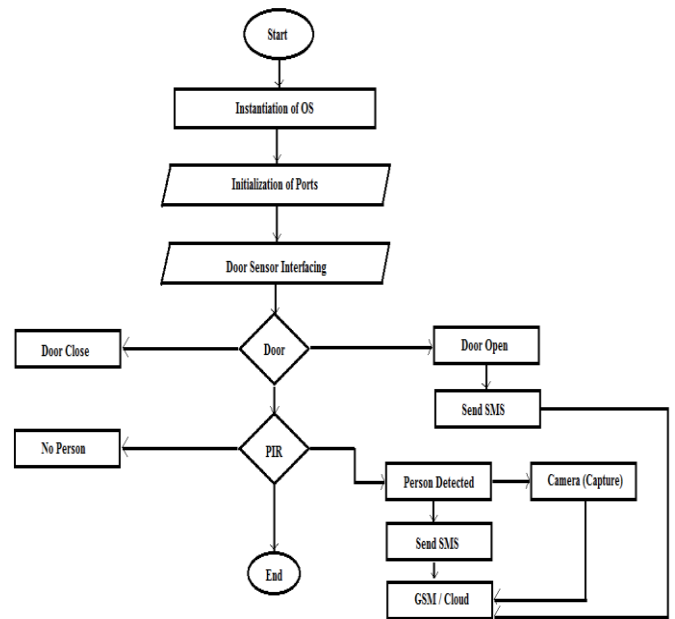 Start
Instantiation of OS
Initialization of Ports
Door Sensor Interfacing
Door Close
Door
Door Open
Send SMS
No Person
PIR
Person Detected
Camera (Capture)
Send SMS
End
GSM / Cloud